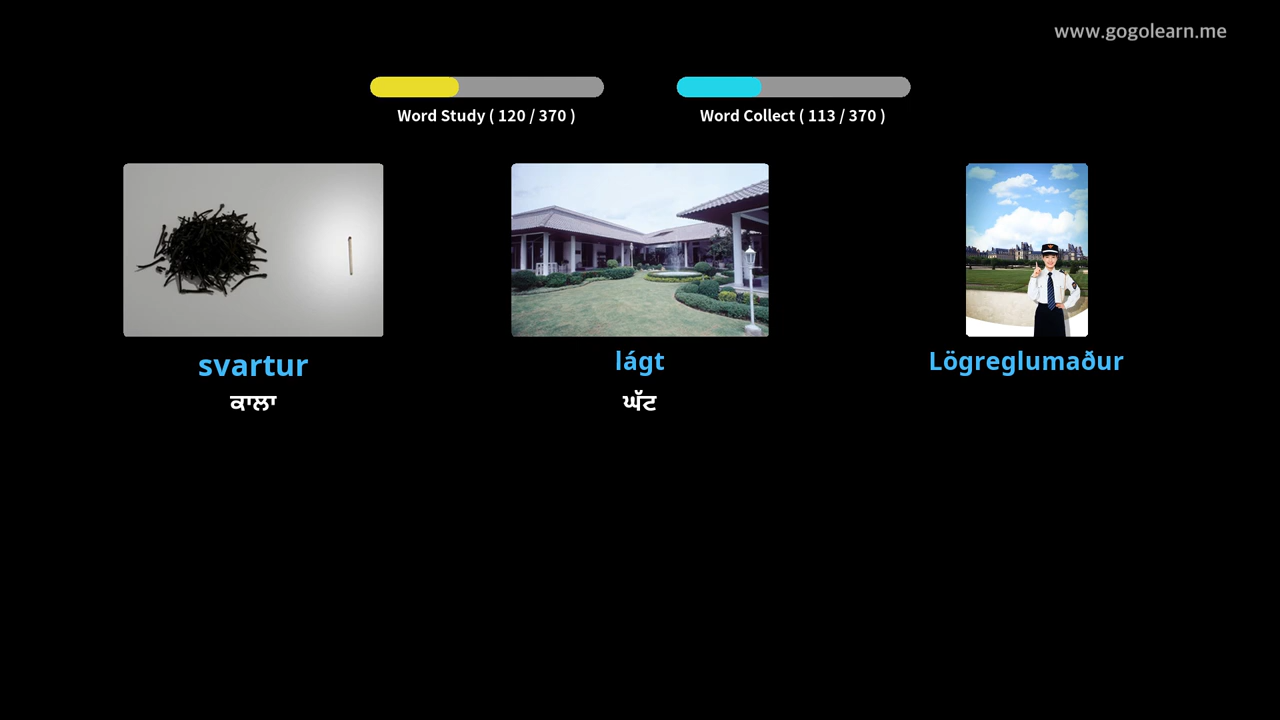 www.gogolearn.me
Word Study ( 120 / 370 )
Word Collect ( 113 / 370 )
svartur
lágt
Lögreglumaður
ਕਾਲਾ
ਘੱਟ